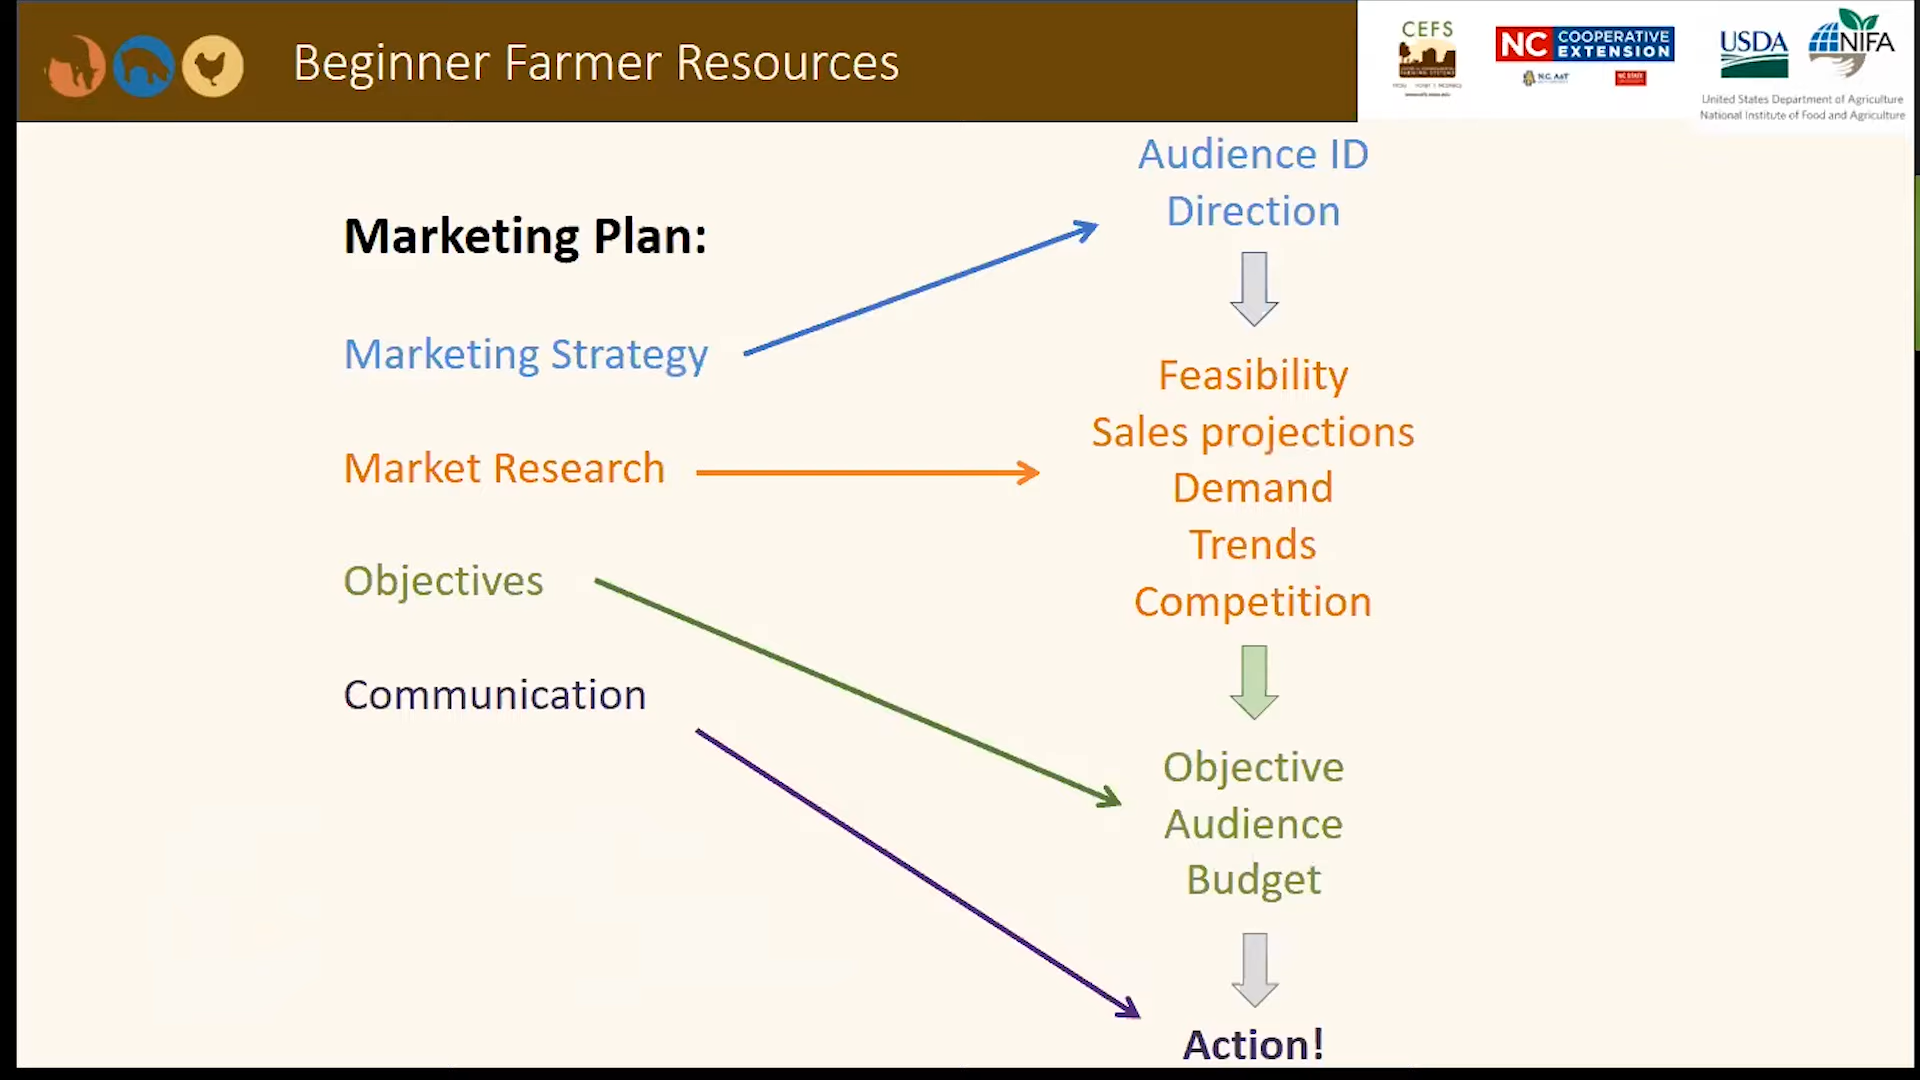 Beginner Farmer Resources
CEFS
NC COOPERATIVE EXTENSION
N.C. A&T
NC STATE
USDA
NIFA
United States Department of Agriculture
National Institute of Food and Agriculture
Marketing Plan:
Marketing Strategy
Market Research
Objectives
Communication
Audience ID
Direction
Feasibility
Sales projections
Demand
Trends
Competition
Objective
Audience
Budget
Action!